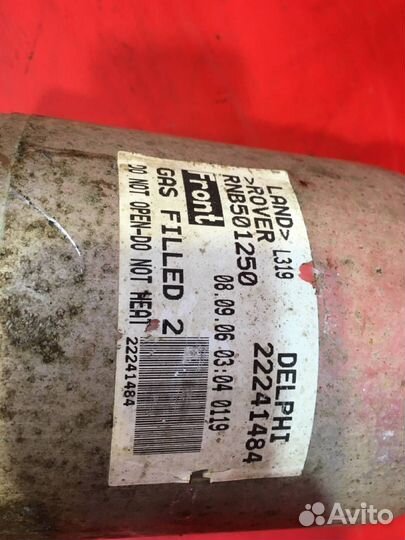 LAND> L319
>ROVER
RNB501250
Front
GAS FILLED 2
DO NOT OPEN-DO NOT HEAT
DELPHI
22241484
08.09.06 03:04 0119
22241484
Avito